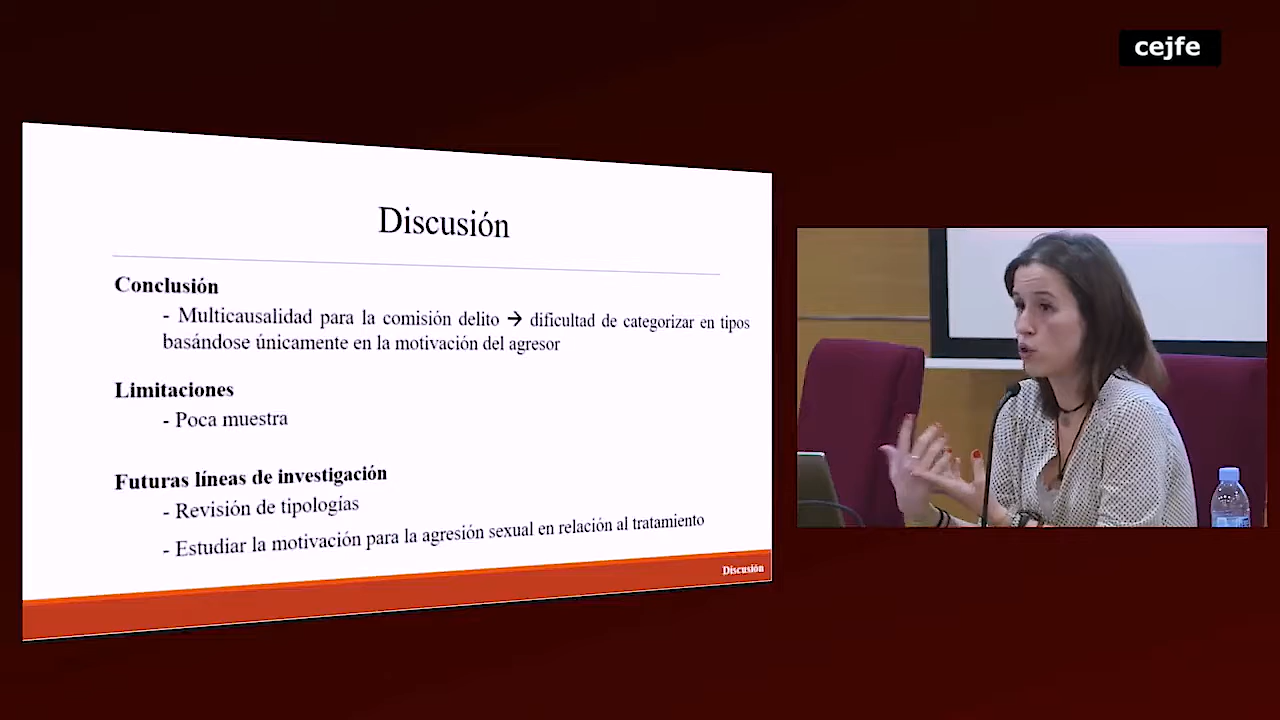 cejfe
Discusión
Conclusión
- Multicausalidad para la comisión delito → dificultad de categorizar en tipos
basándose únicamente en la motivación del agresor
Limitaciones
- Poca muestra
Futuras líneas de investigación
- Revisión de tipologías
- Estudiar la motivación para la agresión sexual en relación al tratamiento
Discusión